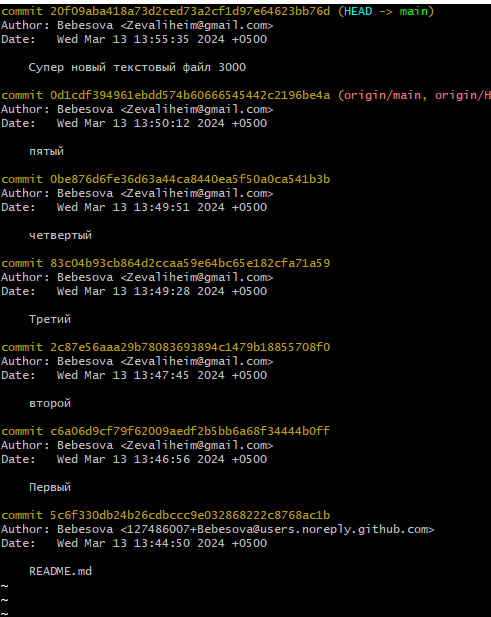 commit 20f09aba418a73d2ced73a2cf1d97e64623bb76d (HEAD -> main)
Author: Bebesova <Zevaliheim@gmail.com>
Date:   Wed Mar 13 13:55:35 2024 +0500
Супер новый текстовый файл 3000
commit 0d1cdf394961ebdd574b60666545442c2196be4a (origin/main, origin/H
Author: Bebesova <Zevaliheim@gmail.com>
Date:   Wed Mar 13 13:50:12 2024 +0500
пятый
commit 0be876d6fe36d63a44ca8440ea5f50a0ca541b3b
Author: Bebesova <Zevaliheim@gmail.com>
Date:   Wed Mar 13 13:49:51 2024 +0500
четвертый
commit 83c04b93cb864d2ccaa59e64bc65e182cfa71a59
Author: Bebesova <Zevaliheim@gmail.com>
Date:   Wed Mar 13 13:49:28 2024 +0500
Третий
commit 2c87e56aaa29b78083693894c1479b18855708f0
Author: Bebesova <Zevaliheim@gmail.com>
Date:   Wed Mar 13 13:47:45 2024 +0500
второй
commit c6a06d9cf79f62009aedf2b5bb6a68f34444b0ff
Author: Bebesova <Zevaliheim@gmail.com>
Date:   Wed Mar 13 13:46:56 2024 +0500
Первый
commit 5c6f330db24b26cdbccc9e032868222c8768ac1b
Author: Bebesova <127486007+Bebesova@users.noreply.github.com>
Date:   Wed Mar 13 13:44:50 2024 +0500
README.md
~
~
~